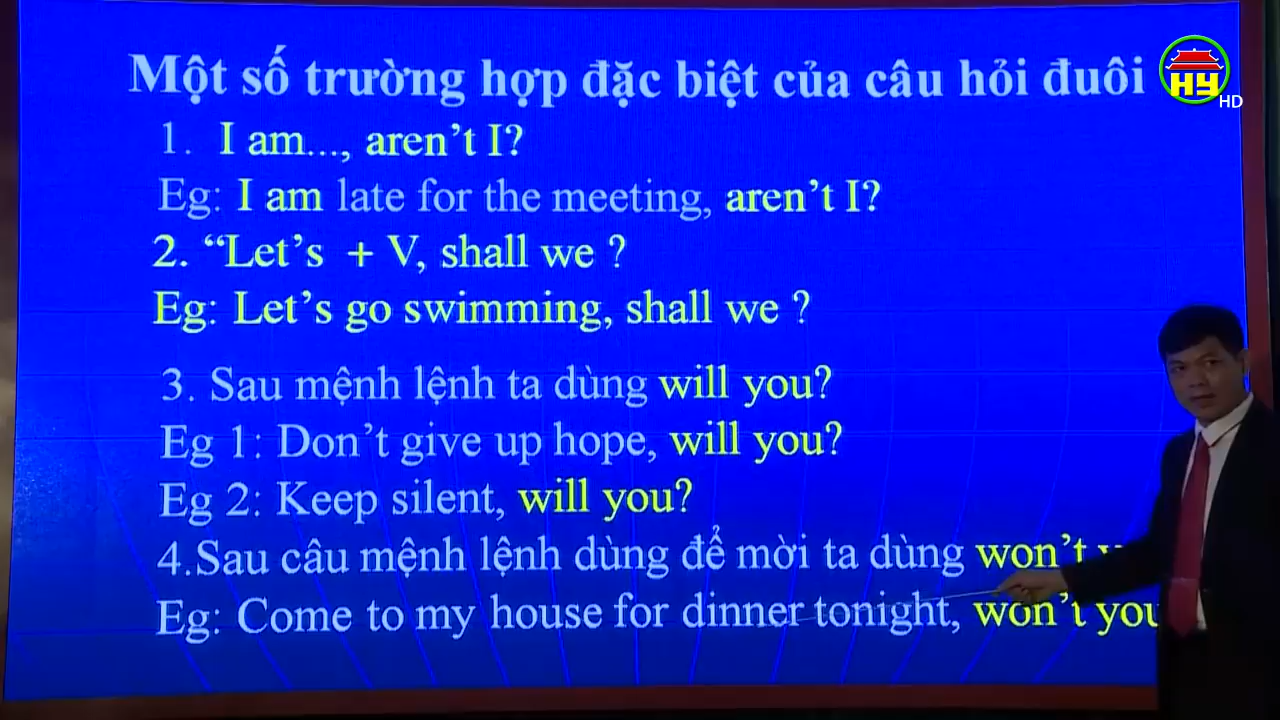 Một số trường hợp đặc biệt của câu hỏi đuôi
HY
HD
1. I am..., aren't I?
Eg: I am late for the meeting, aren't I?
2. “Let's + V, shall we ?
Eg: Let's go swimming, shall we ?
3. Sau mệnh lệnh ta dùng will you?
Eg 1: Don't give up hope, will you?
Eg 2: Keep silent, will you?
4.Sau câu mệnh lệnh dùng để mời ta dùng won't
Eg: Come to my house for dinner tonight, won't you